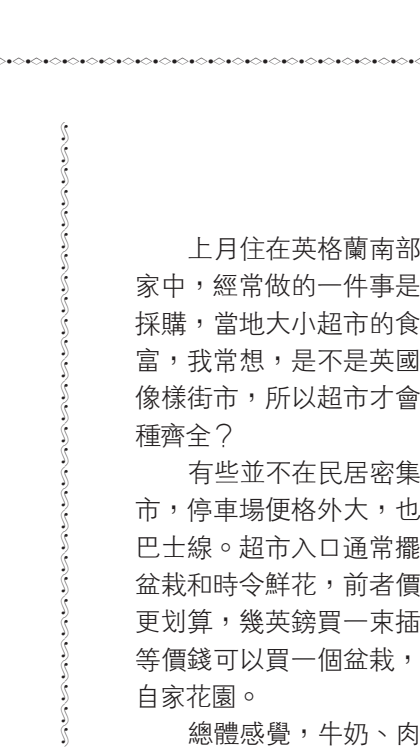 上月住在英格蘭南部
家中，經常做的一件事是
採購，當地大小超市的食
富，我常想，是不是英國
像樣街市，所以超市才會
種齊全？
有些並不在民居密集
市，停車場便格外大，也
巴士線。超市入口通常擺
盆栽和時令鮮花，前者價
更划算，幾英鎊買一束插
等價錢可以買一個盆栽，
自家花園。
總體感覺，牛奶、肉